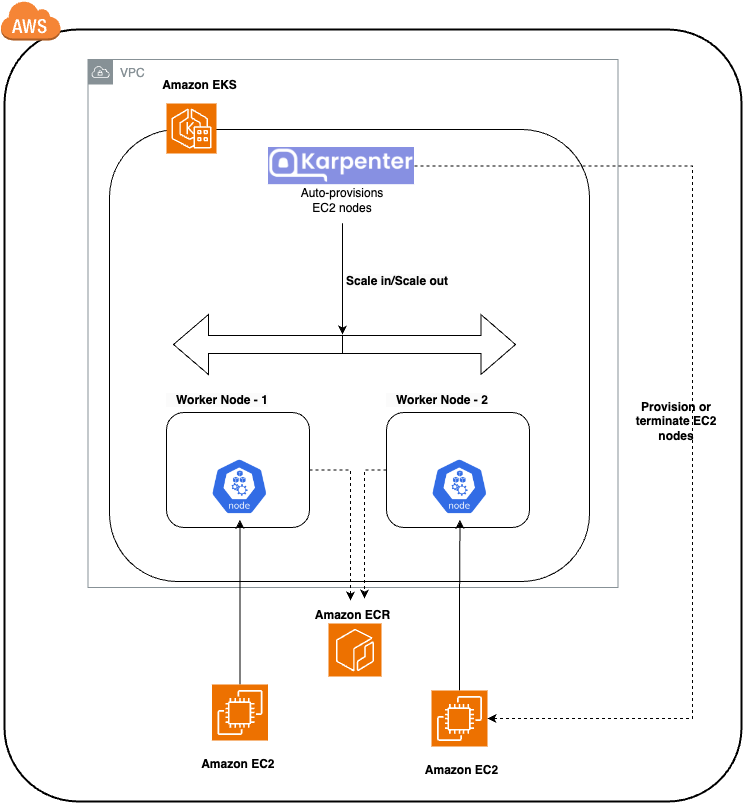 AWS
VPC
Amazon EKS
Karpenter
Auto-provisions
EC2 nodes
Scale in/Scale out
Worker Node - 1
Worker Node - 2
Provision or
terminate EC2
nodes
node
node
Amazon ECR
Amazon EC2
Amazon EC2